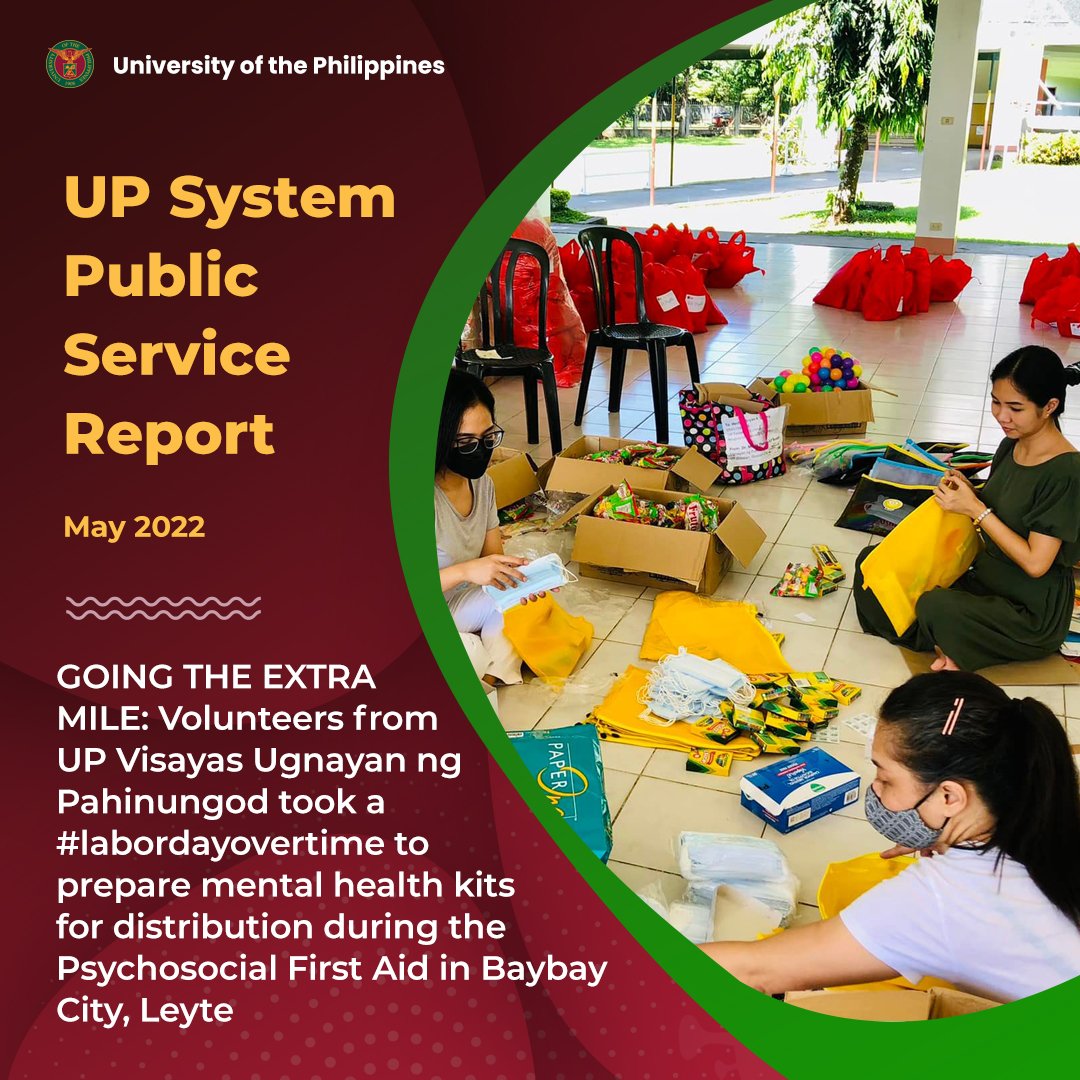 University of the Philippines
UP System
Public
Service
Report
May 2022
GOING THE EXTRA
MILE: Volunteers from
UP Visayas Ugnayan ng
Pahinungod took a
#labordayovertime to
prepare mental health kits
for distribution during the
Psychosocial First Aid in Baybay
City, Leyte
PAPER
One